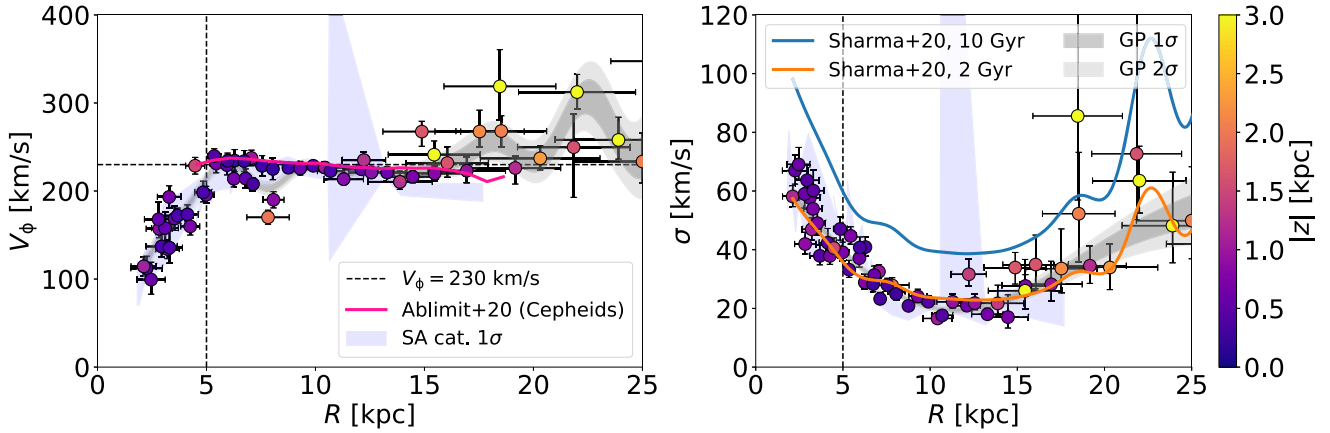 400
300
200
100
0
V_ϕ [km/s]
V_ϕ = 230 km/s
Ablimit+20 (Cepheids)
SA cat. 1σ
0 5 10 15 20 25
R [kpc]
120
100
80
60
40
20
0
σ [km/s]
Sharma+20, 10 Gyr GP 1σ
Sharma+20, 2 Gyr GP 2σ
0 5 10 15 20 25
R [kpc]
3.0
2.5
2.0
1.5
1.0
0.5
0.0
|z| [kpc]